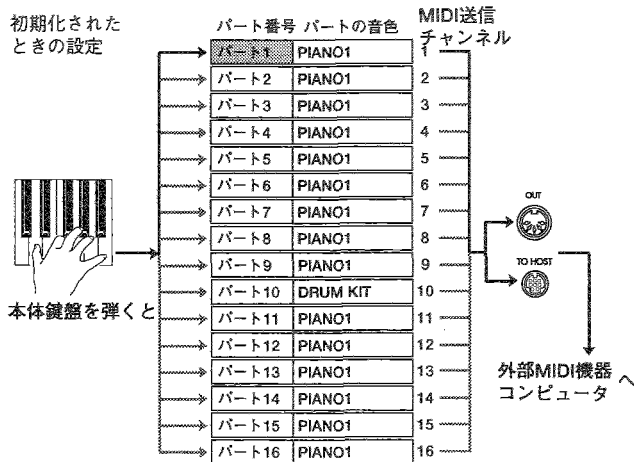 初期化された
ときの設定
パート番号 パートの音色
MIDI送信
チャンネル
パート1 PIANO1 1
パート2 PIANO1 2
パート3 PIANO1 3
パート4 PIANO1 4
パート5 PIANO1 5
パート6 PIANO1 6
パート7 PIANO1 7
パート8 PIANO1 8
パート9 PIANO1 9
パート10 DRUM KIT 10
パート11 PIANO1 11
パート12 PIANO1 12
パート13 PIANO1 13
パート14 PIANO1 14
パート15 PIANO1 15
パート16 PIANO1 16
本体鍵盤を弾くと
OUT
TO HOST
外部MIDI機器
コンピュータ へ